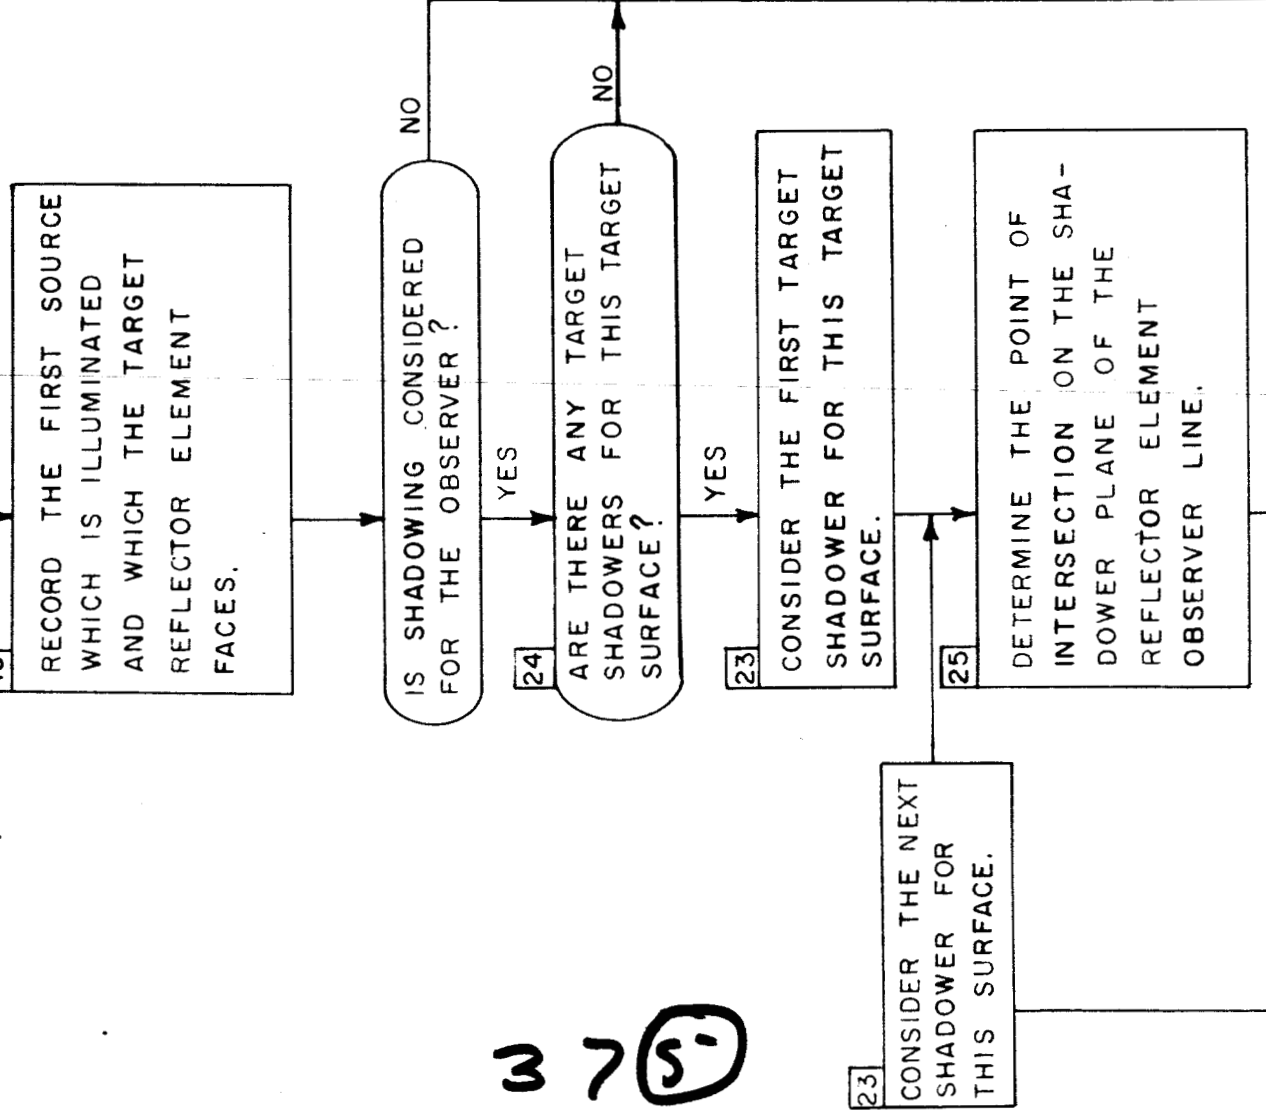 RECORD THE FIRST SOURCE
WHICH IS ILLUMINATED
AND WHICH THE TARGET
REFLECTOR ELEMENT
FACES.
IS SHADOWING CONSIDERED
FOR THE OBSERVER?
NO
YES
24
ARE THERE ANY TARGET
SHADOWERS FOR THIS TARGET
SURFACE?
NO
YES
23
CONSIDER THE FIRST TARGET
SHADOWER FOR THIS TARGET
SURFACE.
25
DETERMINE THE POINT OF
INTERSECTION ON THE SHA-
DOWER PLANE OF THE
REFLECTOR ELEMENT
OBSERVER LINE.
23
CONSIDER THE NEXT
SHADOWER FOR
THIS SURFACE.
3 7 5